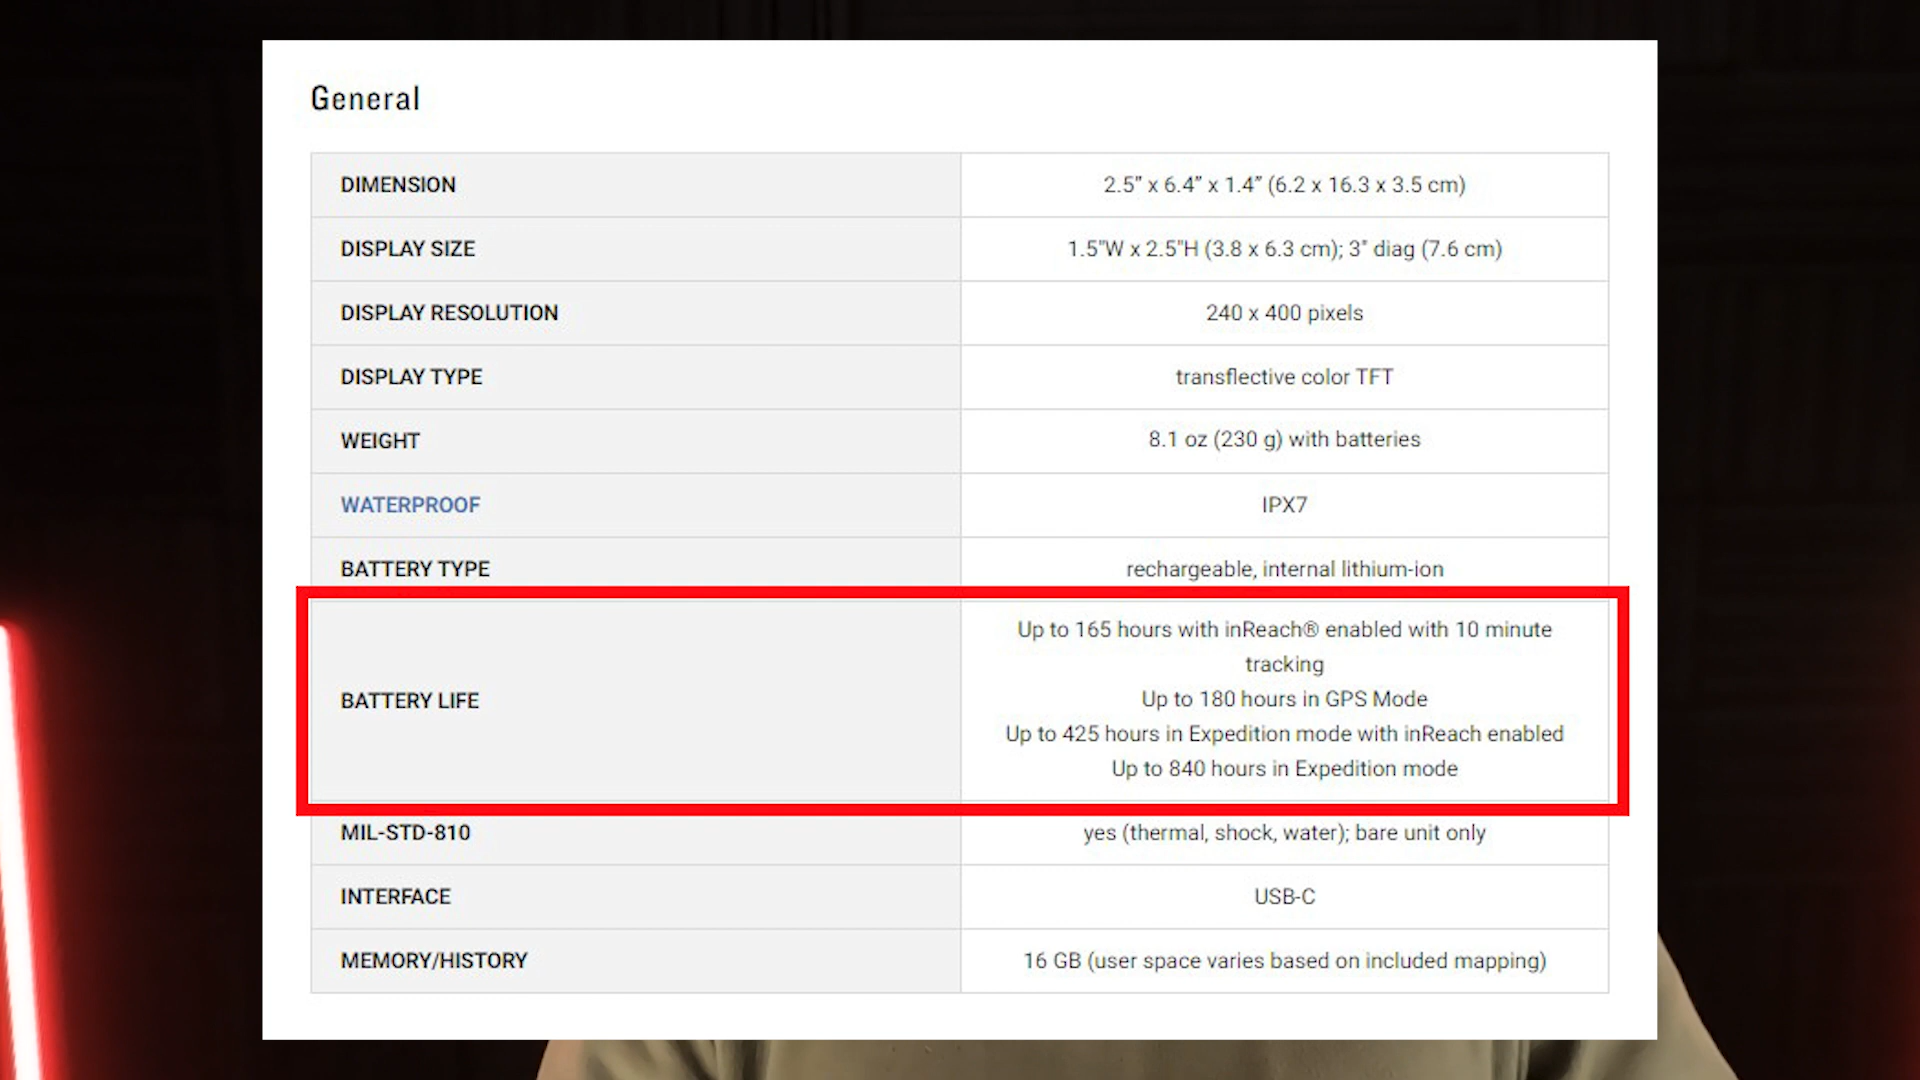 General
DIMENSION
2.5” x 6.4” x 1.4” (6.2 x 16.3 x 3.5 cm)
DISPLAY SIZE
1.5"W x 2.5"H (3.8 x 6.3 cm); 3" diag (7.6 cm)
DISPLAY RESOLUTION
240 x 400 pixels
DISPLAY TYPE
transflective color TFT
WEIGHT
8.1 oz (230 g) with batteries
WATERPROOF
IPX7
BATTERY TYPE
rechargeable, internal lithium-ion
BATTERY LIFE
Up to 165 hours with inReach® enabled with 10 minute
tracking
Up to 180 hours in GPS Mode
Up to 425 hours in Expedition mode with inReach enabled
Up to 840 hours in Expedition mode
MIL-STD-810
yes (thermal, shock, water); bare unit only
INTERFACE
USB-C
MEMORY/HISTORY
16 GB (user space varies based on included mapping)